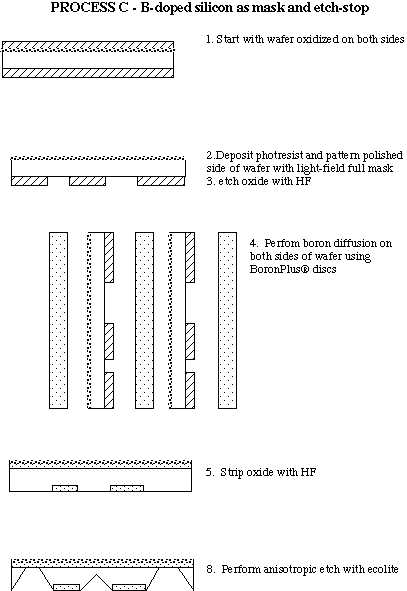 PROCESS C - B-doped silicon as mask and etch-stop
1. Start with wafer oxidized on both sides
2.Deposit photresist and pattern polished
side of wafer with light-field full mask
3. etch oxide with HF
4. Perfom boron diffusion on
both sides of wafer using
BoronPlus® discs
5. Strip oxide with HF
8. Perform anisotropic etch with ecolite